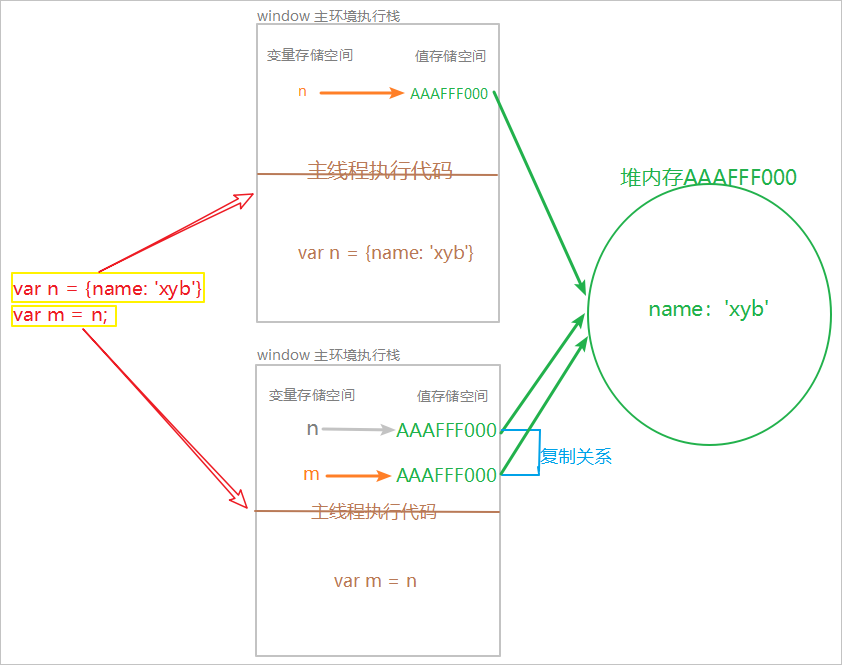 window 主环境执行栈
变量存储空间 值存储空间
n AAAFFF000
主线程执行代码
var n = {name: 'xyb'}
堆内存AAAFFF000
name：'xyb'
var n = {name: 'xyb'}
var m = n;
window 主环境执行栈
变量存储空间 值存储空间
n AAAFFF000
m AAAFFF000
复制关系
主线程执行代码
var m = n